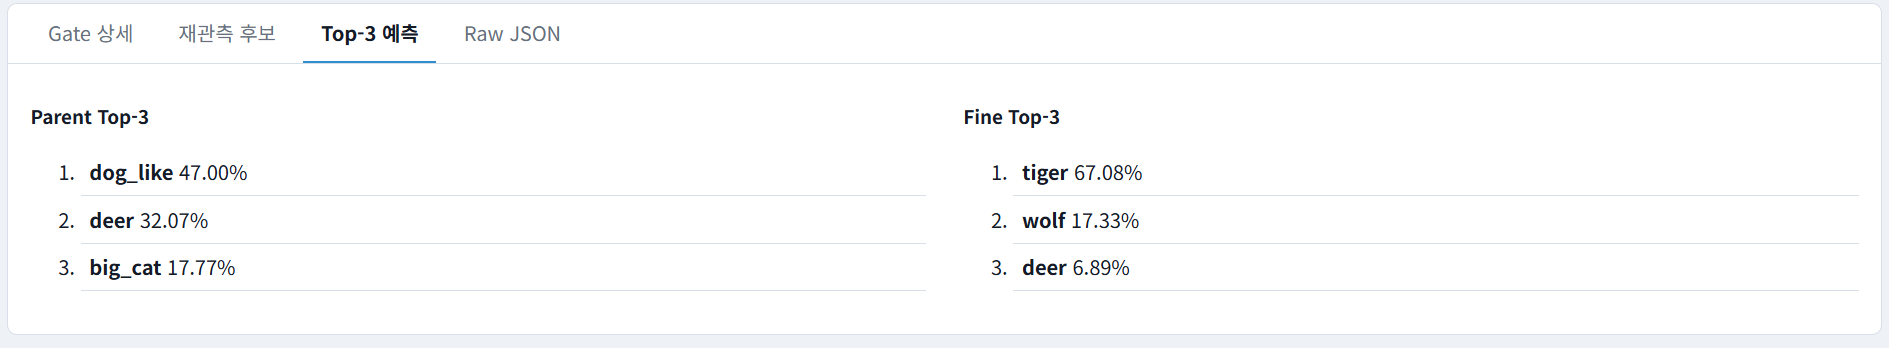 Gate 상세 재관측 후보 Top-3 예측 Raw JSON
Parent Top-3
1. dog_like 47.00%
2. deer 32.07%
3. big_cat 17.77%
Fine Top-3
1. tiger 67.08%
2. wolf 17.33%
3. deer 6.89%